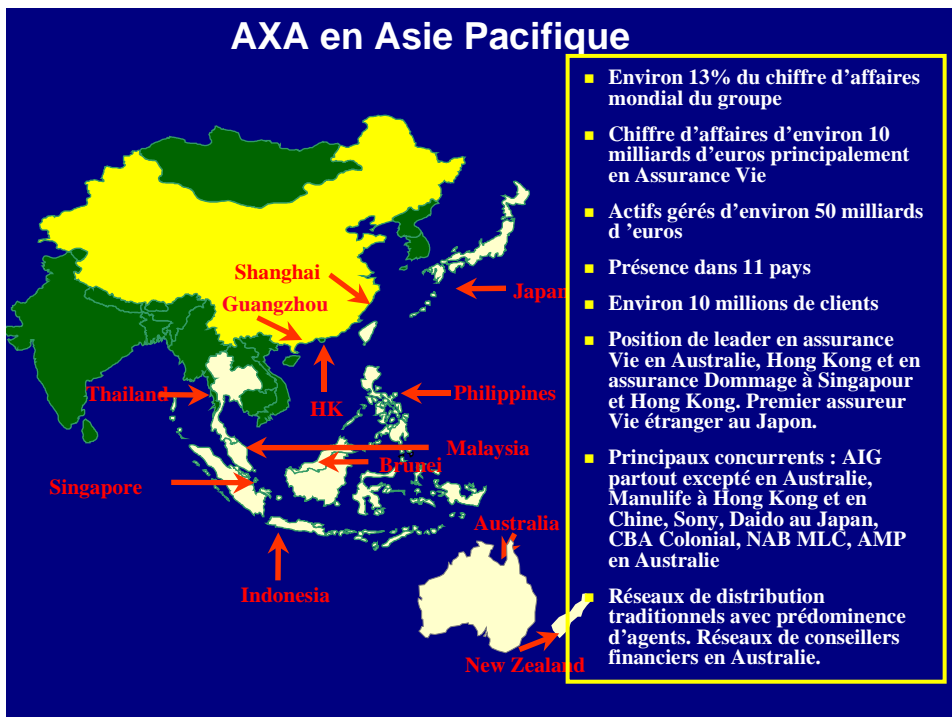 AXA en Asie Pacifique
Environ 13% du chiffre d'affaires
mondial du groupe
Chiffre d'affaires d'environ 10
milliards d'euros principalement
en Assurance Vie
Actifs gérés d'environ 50 milliards
d 'euros
Présence dans 11 pays
Environ 10 millions de clients
Position de leader en assurance
Vie en Australie, Hong Kong et en
assurance Dommage à Singapour
et Hong Kong. Premier assureur
Vie étranger au Japon.
Principaux concurrents : AIG
partout excepté en Australie,
Manulife à Hong Kong et en
Chine, Sony, Daido au Japan,
CBA Colonial, NAB MLC, AMP
en Australie
Réseaux de distribution
traditionnels avec prédominence
d'agents. Réseaux de conseillers
financiers en Australie.
Shanghai
Guangzhou
Japan
Thailand
HK
Philippines
Malaysia
Brunei
Singapore
Australia
Indonesia
New Zealand